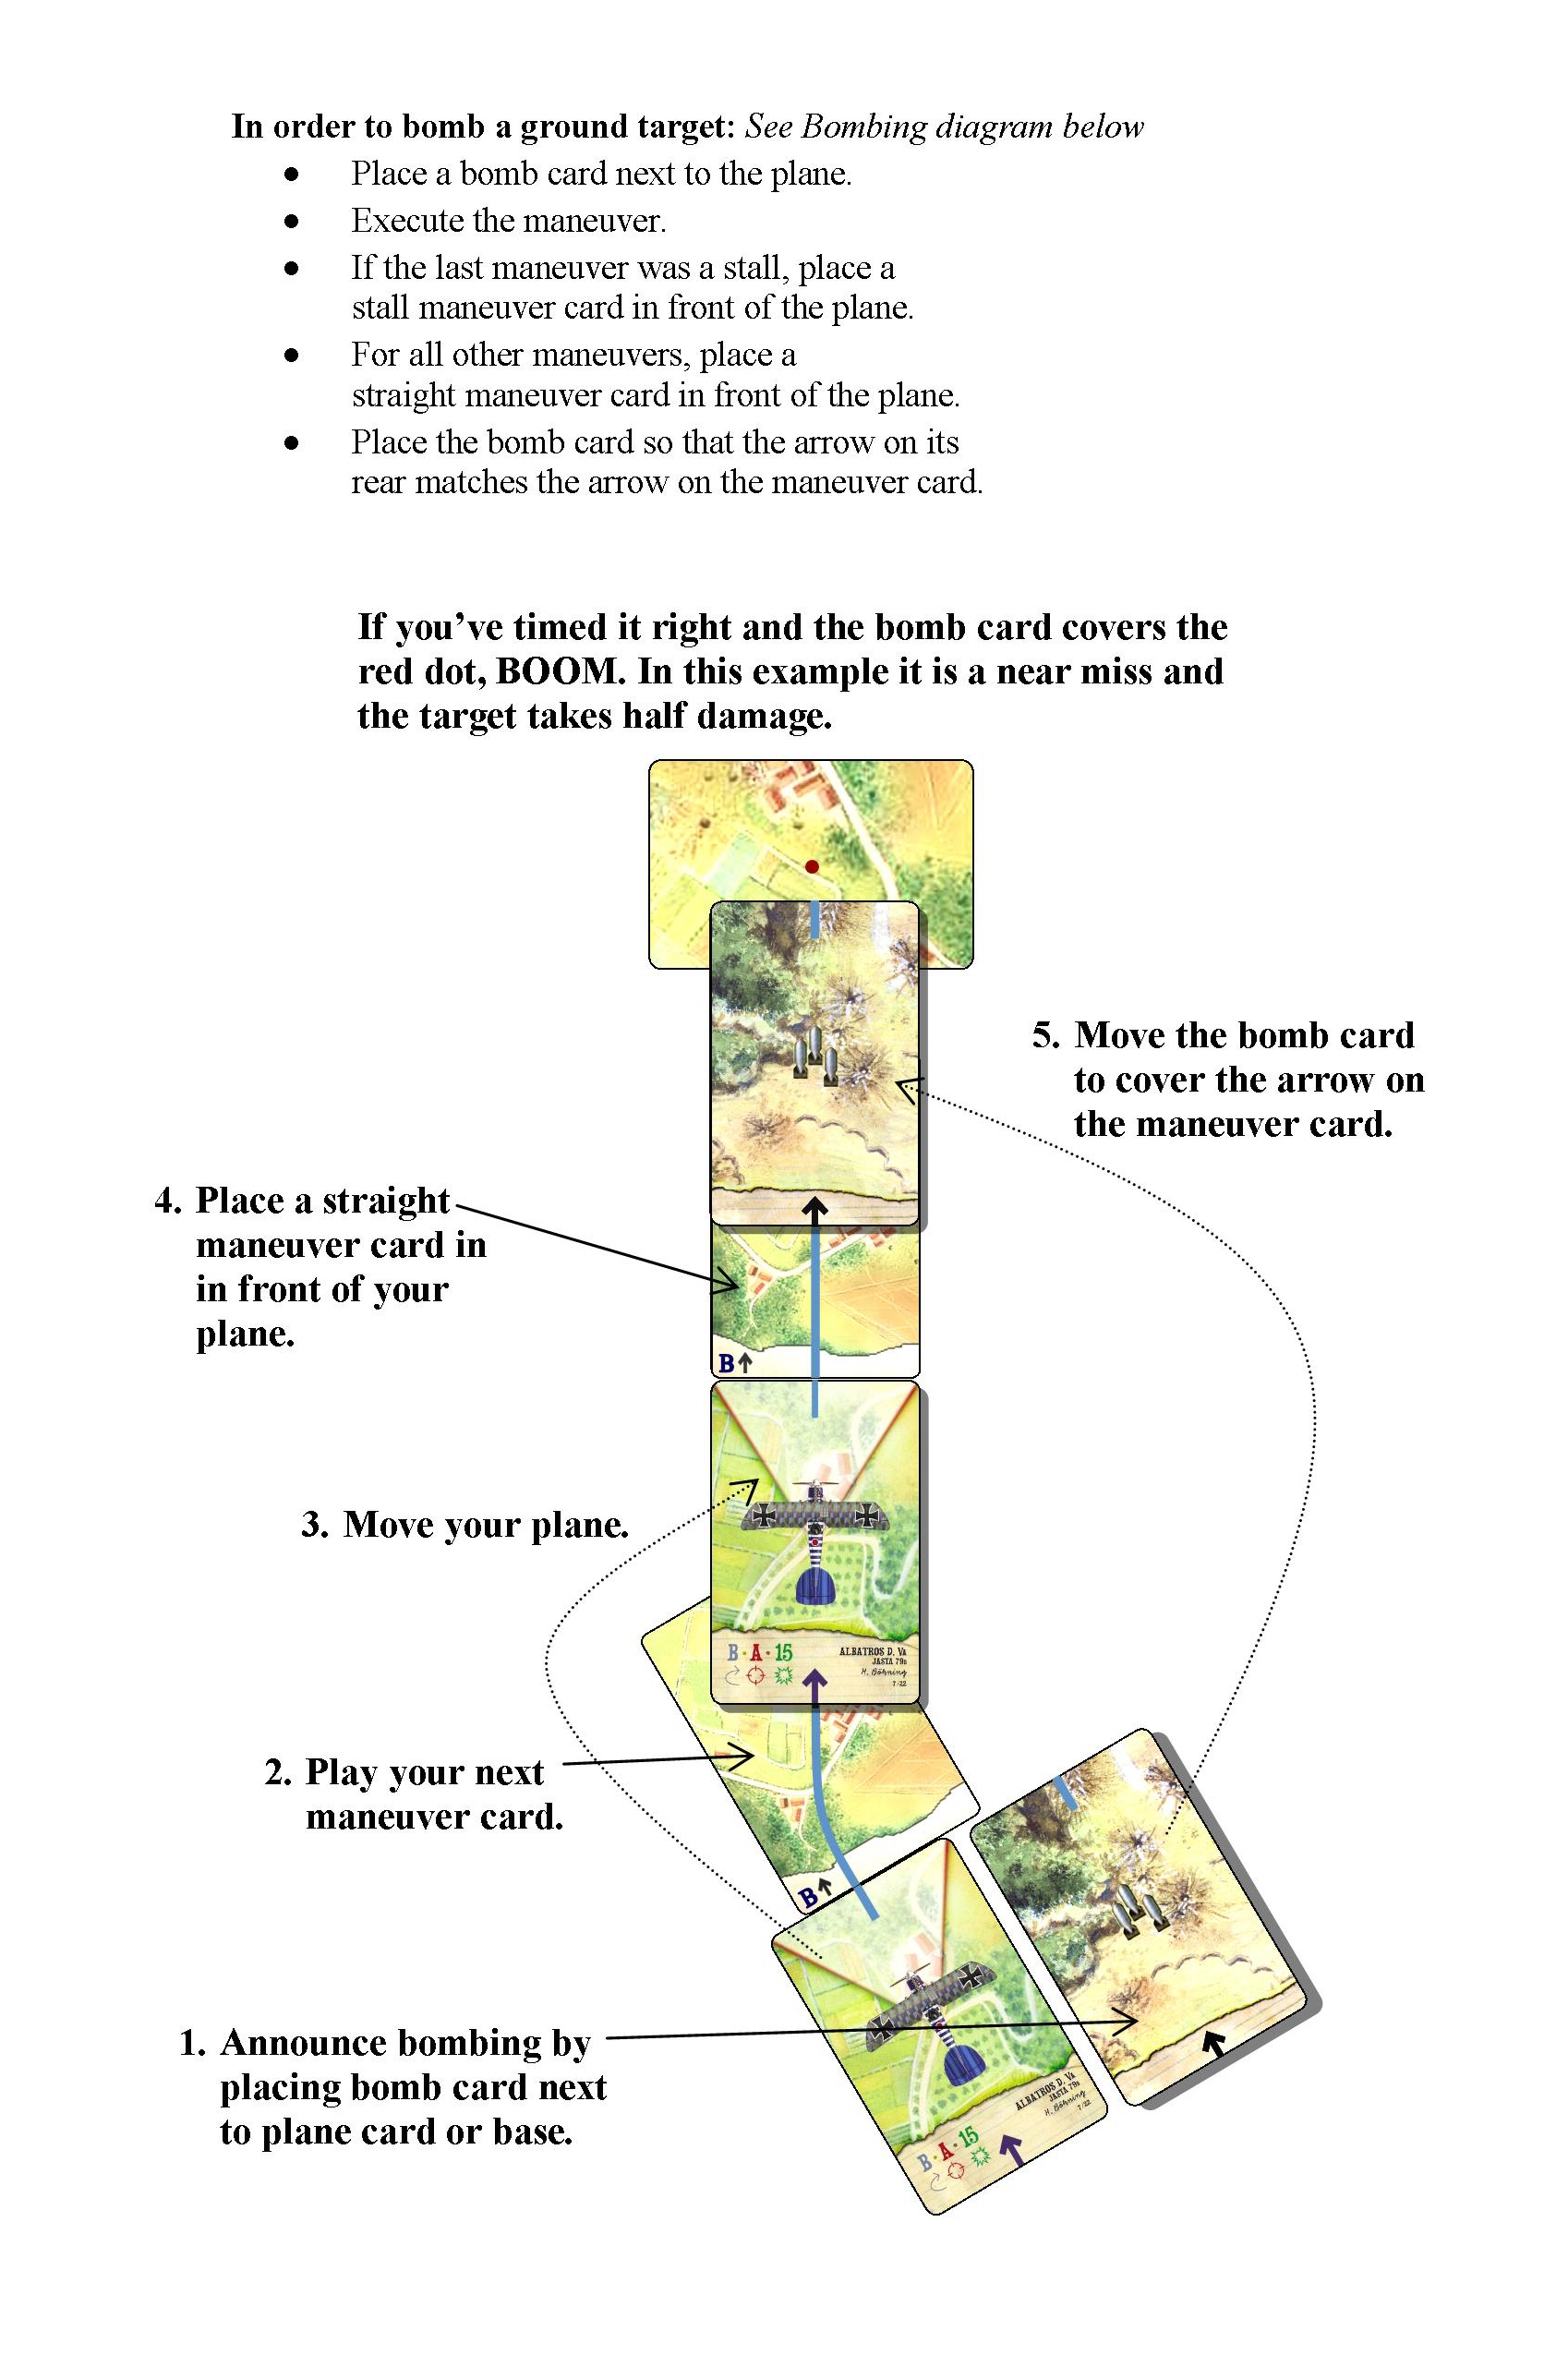 In order to bomb a ground target: See Bombing diagram below
• Place a bomb card next to the plane.
• Execute the maneuver.
• If the last maneuver was a stall, place a
stall maneuver card in front of the plane.
• For all other maneuvers, place a
straight maneuver card in front of the plane.
• Place the bomb card so that the arrow on its
rear matches the arrow on the maneuver card.
If you’ve timed it right and the bomb card covers the
red dot, BOOM. In this example it is a near miss and
the target takes half damage.
5. Move the bomb card
to cover the arrow on
the maneuver card.
4. Place a straight
maneuver card in
in front of your
plane.
B
3. Move your plane.
B · A · 15
ALBATROS D. Va
JASTA 79b
H. Böhning
7/22
2. Play your next
maneuver card.
B
1. Announce bombing by
placing bomb card next
to plane card or base.
B · A · 15
ALBATROS D. Va
JASTA 79b
H. Böhning
7/22